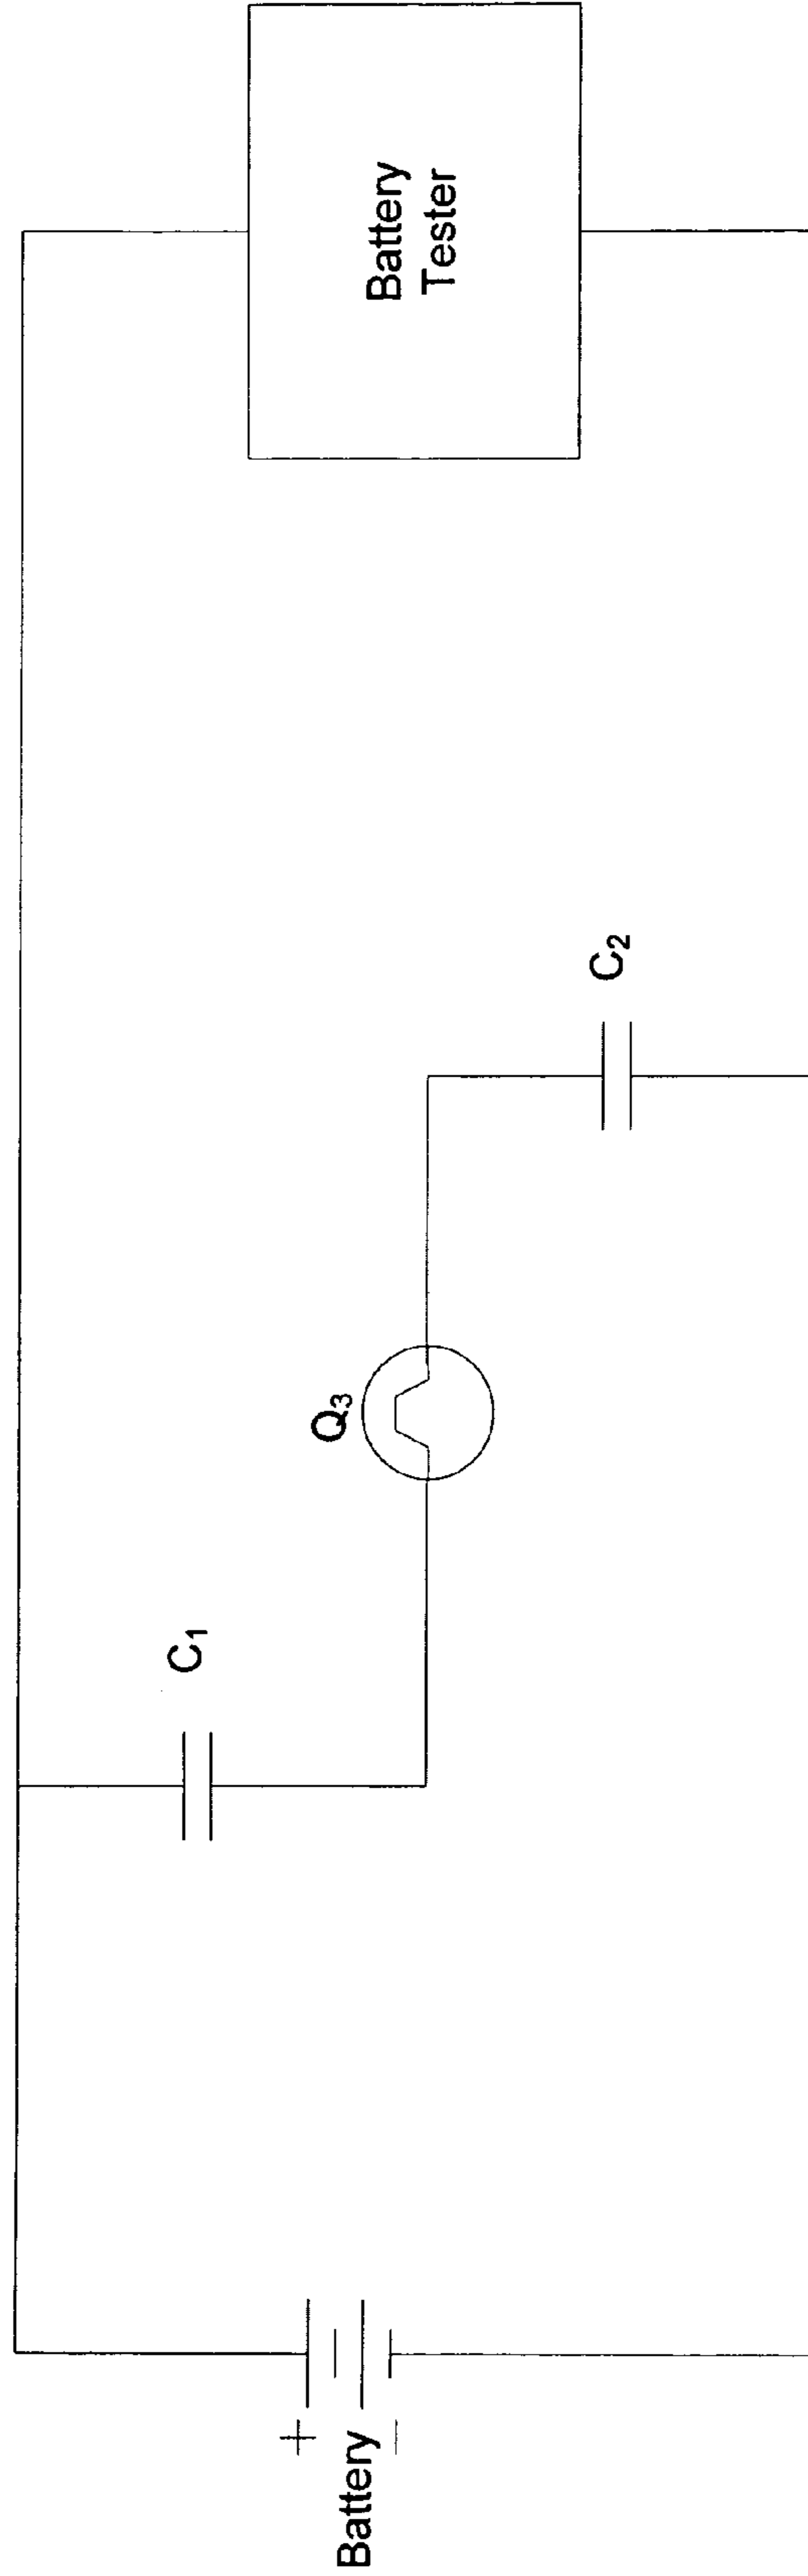 Battery
Tester
C₂
Q₃
C₁
+
Battery
−